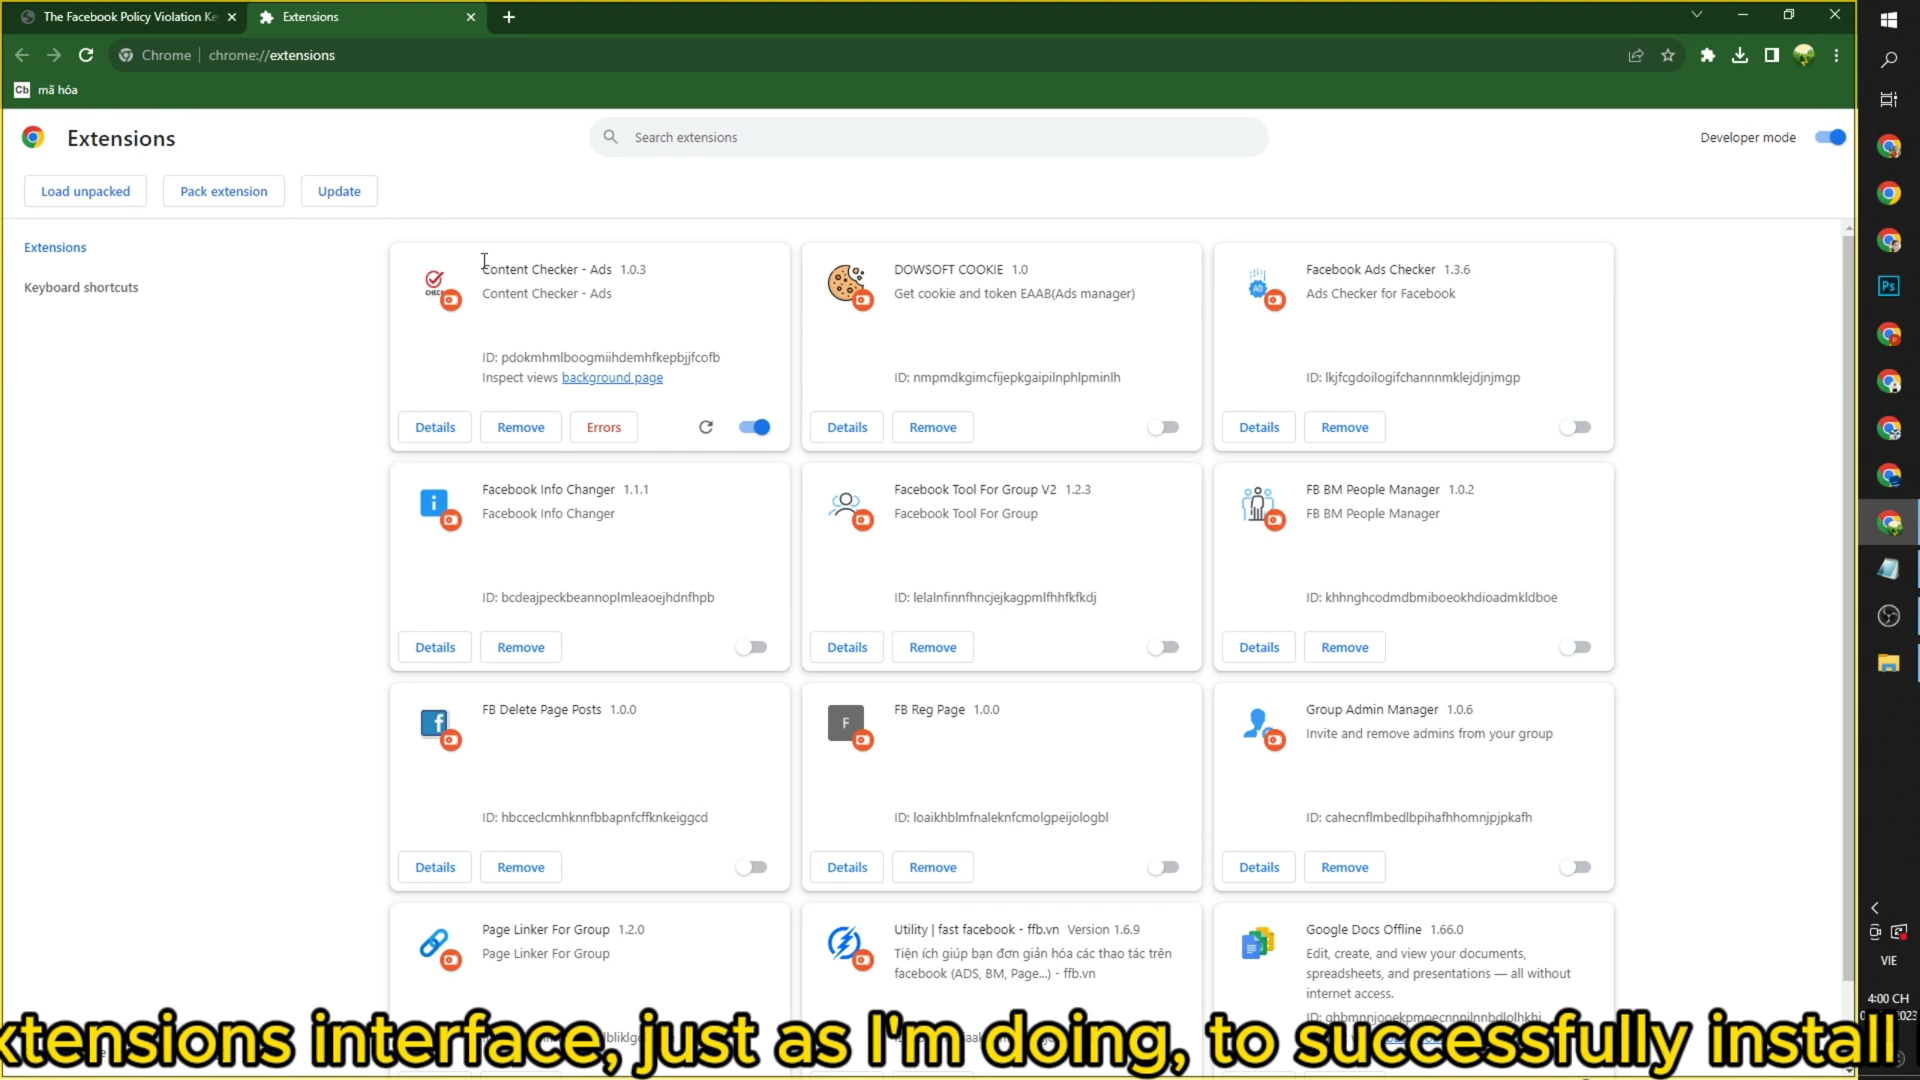 The Facebook Policy Violation Ke
Extensions
Chrome
chrome://extensions
Cb
mã hóa
Extensions
Search extensions
Developer mode
Load unpacked
Pack extension
Update
Extensions
Keyboard shortcuts
CHECK
Content Checker - Ads 1.0.3
Content Checker - Ads
ID: pdokmhmlboogmiihdemhfkepbjjfcofb
Inspect views background page
Details
Remove
Errors
DOWSOFT COOKIE 1.0
Get cookie and token EAAB(Ads manager)
ID: nmpmdkgimcfijepkgaipilnphlpminlh
Details
Remove
AD
Facebook Ads Checker 1.3.6
Ads Checker for Facebook
ID: lkjfcgdoilogifchannnmklejdjnjmgp
Details
Remove
Facebook Info Changer 1.1.1
Facebook Info Changer
ID: bcdeajpeckbeannoplmleaoejhdnfhpb
Details
Remove
Facebook Tool For Group V2 1.2.3
Facebook Tool For Group
ID: lelalnfinnfhncjejkagpmlfhhfkfkdj
Details
Remove
FB BM People Manager 1.0.2
FB BM People Manager
ID: khhnghcodmdbmiboeokhdioadmkldboe
Details
Remove
FB Delete Page Posts 1.0.0
ID: hbcceclcmhknnfbbapnfcffknkeiggcd
Details
Remove
F
FB Reg Page 1.0.0
ID: loaikhblmfnaleknfcmolgpeijologbl
Details
Remove
Group Admin Manager 1.0.6
Invite and remove admins from your group
ID: cahecnflmbedlbpihafhhomnjpjpkafh
Details
Remove
Page Linker For Group 1.2.0
Page Linker For Group
Utility | fast facebook - ffb.vn Version 1.6.9
Tiện ích giúp bạn đơn giản hóa các thao tác trên
facebook (ADS, BM, Page...) - ffb.vn
Google Docs Offline 1.66.0
Edit, create, and view your documents,
spreadsheets, and presentations — all without
internet access.
ID: ghbmnnjooekpmoecnnnilnnbdlolhkhi
xtensions interface, just as I'm doing, to successfully install
Ps
VIE
4:00 CH